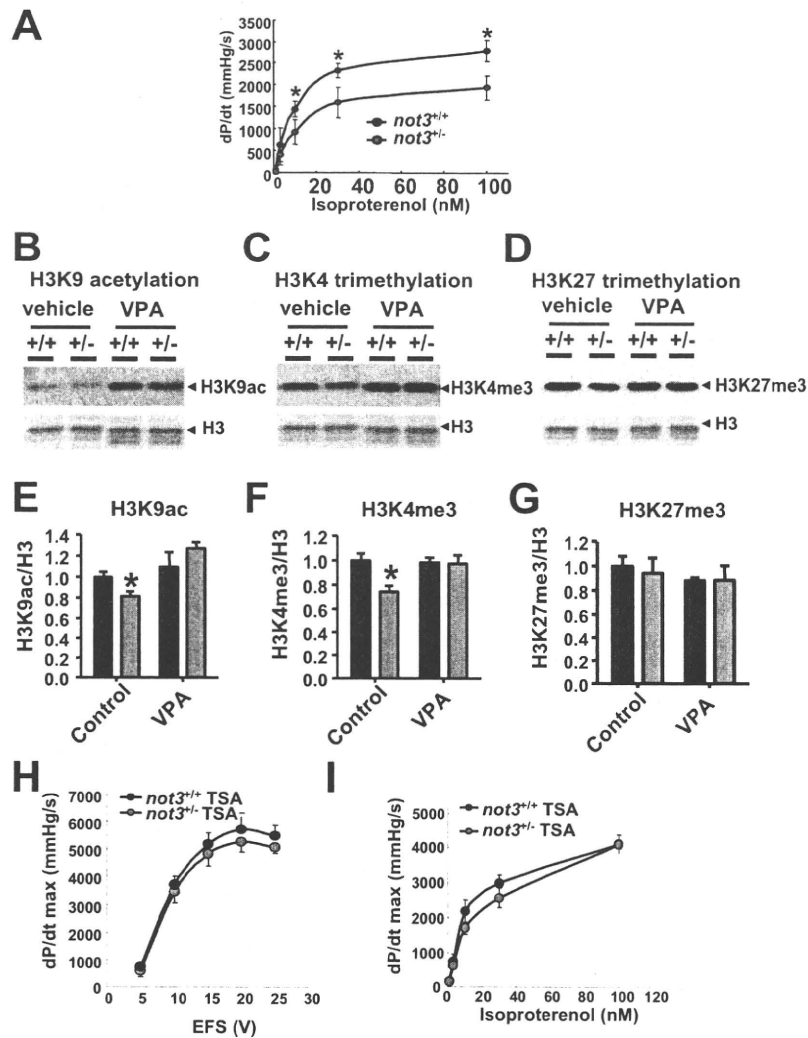 A
dP/dt (mmHg/s)
3500
3000
2500
2000
1500
1000
500
0
*
*
*
not3+/+
not3+/-
0 20 40 60 80 100
Isoproterenol (nM)
B
H3K9 acetylation
vehicle VPA
+/+ +/- +/+ +/-
H3K9ac
H3
C
H3K4 trimethylation
vehicle VPA
+/+ +/- +/+ +/-
H3K4me3
H3
D
H3K27 trimethylation
vehicle VPA
+/+ +/- +/+ +/-
H3K27me3
H3
E
H3K9ac
H3K9ac/H3
1.4
1.2
1.0
0.8
0.6
0.4
0.2
0.0
*
Control VPA
F
H3K4me3
H3K4me3/H3
1.2
1.0
0.8
0.6
0.4
0.2
0.0
*
Control VPA
G
H3K27me3
H3K27me3/H3
1.2
1.0
0.8
0.6
0.4
0.2
0.0
Control VPA
H
dP/dt max (mmHg/s)
7000
6000
5000
4000
3000
2000
1000
0
not3+/+ TSA
not3+/- TSA
0 5 10 15 20 25 30
EFS (V)
I
dP/dt max (mmHg/s)
5000
4000
3000
2000
1000
0
not3+/+ TSA
not3+/- TSA
0 20 40 60 80 100 120
Isoproterenol (nM)